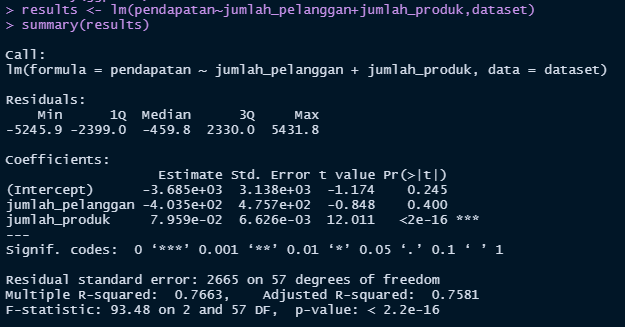 > results <- lm(pendapatan~jumlah_pelanggan+jumlah_produk,dataset)
> summary(results)
Call:
lm(formula = pendapatan ~ jumlah_pelanggan + jumlah_produk, data = dataset)
Residuals:
    Min      1Q  Median      3Q     Max
-5245.9 -2399.0  -459.8  2330.0  5431.8
Coefficients:
                   Estimate Std. Error t value Pr(>|t|)
(Intercept)      -3.685e+03  3.138e+03  -1.174    0.245
jumlah_pelanggan -4.035e+02  4.757e+02  -0.848    0.400
jumlah_produk     7.959e-02  6.626e-03  12.011   <2e-16 ***
---
Signif. codes:  0 ‘***’ 0.001 ‘**’ 0.01 ‘*’ 0.05 ‘.’ 0.1 ‘ ’ 1
Residual standard error: 2665 on 57 degrees of freedom
Multiple R-squared:  0.7663,    Adjusted R-squared:  0.7581
F-statistic: 93.48 on 2 and 57 DF,  p-value: < 2.2e-16